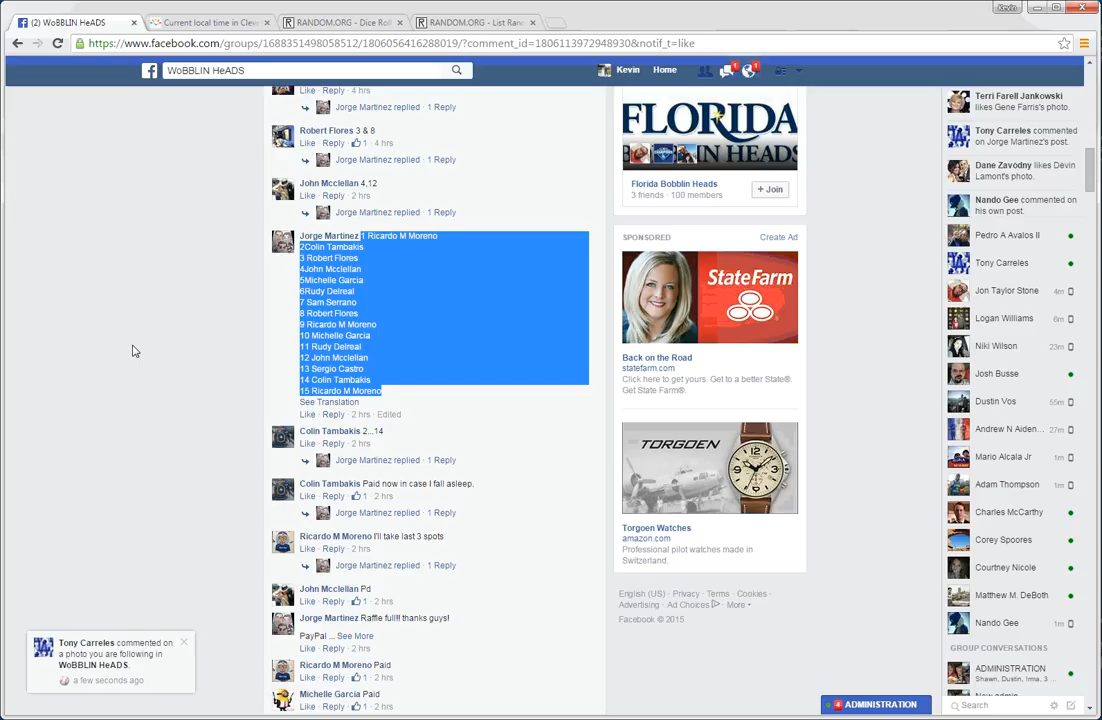 Kevin
(2) WoBBLIN HeADS
Current local time in Clev
RANDOM.ORG - Dice Roll
RANDOM.ORG - List Ran
https://www.facebook.com/groups/1688351498058512/1806056416288019/?comment_id=1806113972948930&notif_t=like
WoBBLIN HeADS
Kevin
Home
1
1
Like · Reply · 4 hrs
Jorge Martinez replied · 1 Reply
Robert Flores 3 & 8
Like · Reply · 1 · 4 hrs
Jorge Martinez replied · 1 Reply
John Mcclellan 4,12
Like · Reply · 2 hrs
Jorge Martinez replied · 1 Reply
Jorge Martinez 1 Ricardo M Moreno
2Colin Tambakis
3 Robert Flores
4John Mcclellan
5Michelle Garcia
6Rudy Delreal
7 Sam Serrano
8 Robert Flores
9 Ricardo M Moreno
10 Michelle Garcia
11 Rudy Delreal
12 John Mcclellan
13 Sergio Castro
14 Colin Tambakis
15 Ricardo M Moreno
See Translation
Like · Reply · 2 hrs · Edited
Colin Tambakis 2...14
Like · Reply · 2 hrs
Jorge Martinez replied · 1 Reply
Colin Tambakis Paid now in case I fall asleep.
Like · Reply · 1 · 2 hrs
Jorge Martinez replied · 1 Reply
Ricardo M Moreno I'll take last 3 spots
Like · Reply · 2 hrs
Jorge Martinez replied · 1 Reply
John Mcclellan Pd
Like · Reply · 1 · 2 hrs
Jorge Martinez Raffle full!!! thanks guys!
PayPal ... See More
Like · Reply · 2 hrs
Ricardo M Moreno Paid
Like · Reply · 1 · 2 hrs
Michelle Garcia Paid
Like · Reply · 1 · 2 hrs
FLORIDA
BOBBLIN HEADS
Florida Bobblin Heads
3 friends · 100 members
+ Join
SPONSORED
Create Ad
StateFarm
Back on the Road
statefarm.com
Click here to get yours. Get to a better State®.
Get State Farm®.
TORGOEN
Torgoen Watches
amazon.com
Professional pilot watches made in
Switzerland.
English (US) · Privacy · Terms · Cookies ·
Advertising · Ad Choices · More
Facebook © 2015
Terri Farell Jankowski
likes Gene Farris's photo.
Tony Carreles commented
on Jorge Martinez's post.
Dane Zavodny likes Devin
Lamont's photo.
Nando Gee commented on
his own post.
Pedro A Avalos II
Tony Carreles
Jon Taylor Stone 4m
Logan Williams 6m
Niki Wilson 23m
Josh Busse
Dustin Vos 55m
Andrew N Aiden... 27m
Mario Alcala Jr 1m
Adam Thompson 1m
Charles McCarthy
Corey Spoores
Courtney Nicole
Matthew M. DeBoth
Nando Gee
GROUP CONVERSATIONS
ADMINISTRATION
Shawn, Dustin, Irma, 3 ...
Search
Tony Carreles commented on
a photo you are following in
WoBBLIN HeADS.
a few seconds ago
4 ADMINISTRATION